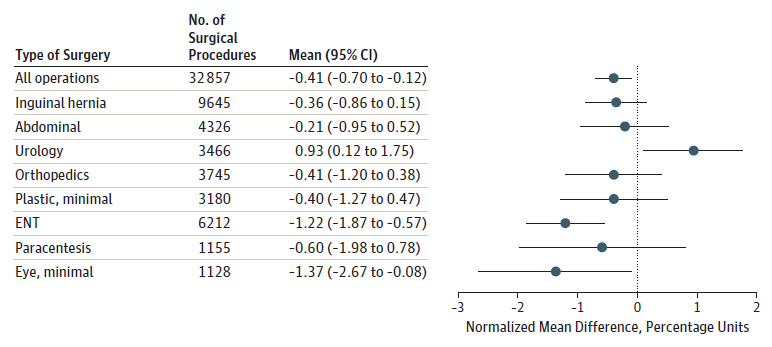 No. of
Surgical
Type of Surgery Procedures Mean (95% CI)
All operations 32 857 -0.41 (-0.70 to -0.12)
Inguinal hernia 9645 -0.36 (-0.86 to 0.15)
Abdominal 4326 -0.21 (-0.95 to 0.52)
Urology 3466 0.93 (0.12 to 1.75)
Orthopedics 3745 -0.41 (-1.20 to 0.38)
Plastic, minimal 3180 -0.40 (-1.27 to 0.47)
ENT 6212 -1.22 (-1.87 to -0.57)
Paracentesis 1155 -0.60 (-1.98 to 0.78)
Eye, minimal 1128 -1.37 (-2.67 to -0.08)
-3 -2 -1 0 1 2
Normalized Mean Difference, Percentage Units